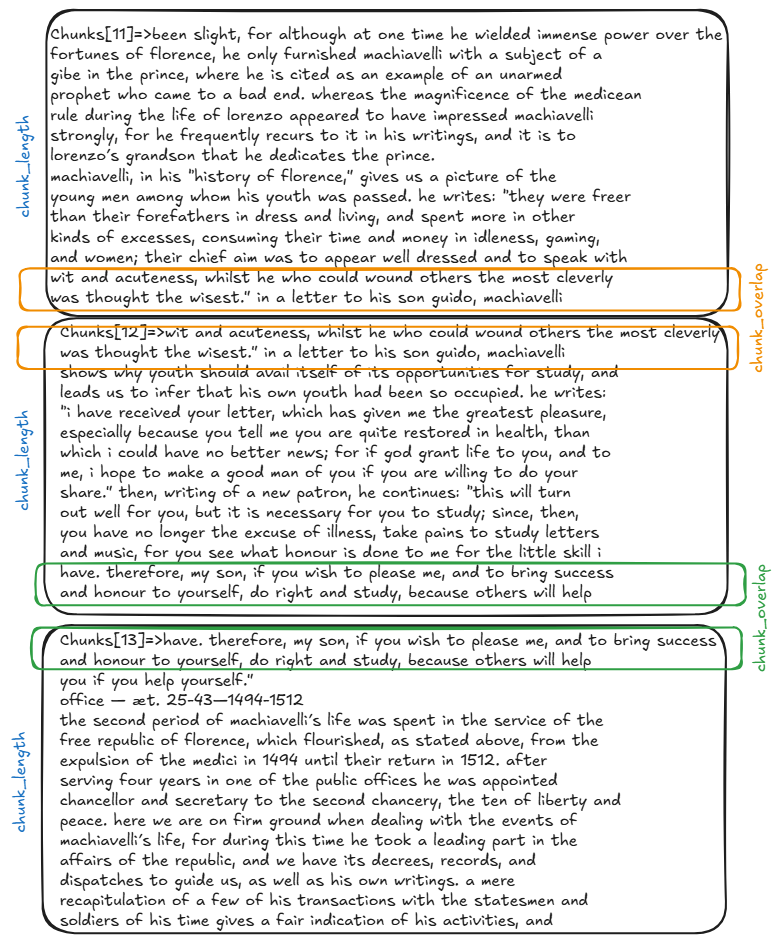 Chunks[11]=>been slight, for although at one time he wielded immense power over the
fortunes of florence, he only furnished machiavelli with a subject of a
gibe in the prince, where he is cited as an example of an unarmed
prophet who came to a bad end. whereas the magnificence of the medicean
rule during the life of lorenzo appeared to have impressed machiavelli
strongly, for he frequently recurs to it in his writings, and it is to
lorenzo's grandson that he dedicates the prince.
machiavelli, in his "history of florence," gives us a picture of the
young men among whom his youth was passed. he writes: "they were freer
than their forefathers in dress and living, and spent more in other
kinds of excesses, consuming their time and money in idleness, gaming,
and women; their chief aim was to appear well dressed and to speak with
wit and acuteness, whilst he who could wound others the most cleverly
was thought the wisest." in a letter to his son guido, machiavelli
chunk_length
chunk_overlap
Chunks[12]=>wit and acuteness, whilst he who could wound others the most cleverly
was thought the wisest." in a letter to his son guido, machiavelli
shows why youth should avail itself of its opportunities for study, and
leads us to infer that his own youth had been so occupied. he writes:
"i have received your letter, which has given me the greatest pleasure,
especially because you tell me you are quite restored in health, than
which i could have no better news; for if god grant life to you, and to
me, i hope to make a good man of you if you are willing to do your
share." then, writing of a new patron, he continues: "this will turn
out well for you, but it is necessary for you to study; since, then,
you have no longer the excuse of illness, take pains to study letters
and music, for you see what honour is done to me for the little skill i
have. therefore, my son, if you wish to please me, and to bring success
and honour to yourself, do right and study, because others will help
chunk_length
chunk_overlap
Chunks[13]=>have. therefore, my son, if you wish to please me, and to bring success
and honour to yourself, do right and study, because others will help
you if you help yourself."
office — æt. 25-43—1494-1512
the second period of machiavelli's life was spent in the service of the
free republic of florence, which flourished, as stated above, from the
expulsion of the medici in 1494 until their return in 1512. after
serving four years in one of the public offices he was appointed
chancellor and secretary to the second chancery, the ten of liberty and
peace. here we are on firm ground when dealing with the events of
machiavelli's life, for during this time he took a leading part in the
affairs of the republic, and we have its decrees, records, and
dispatches to guide us, as well as his own writings. a mere
recapitulation of a few of his transactions with the statesmen and
soldiers of his time gives a fair indication of his activities, and
chunk_length